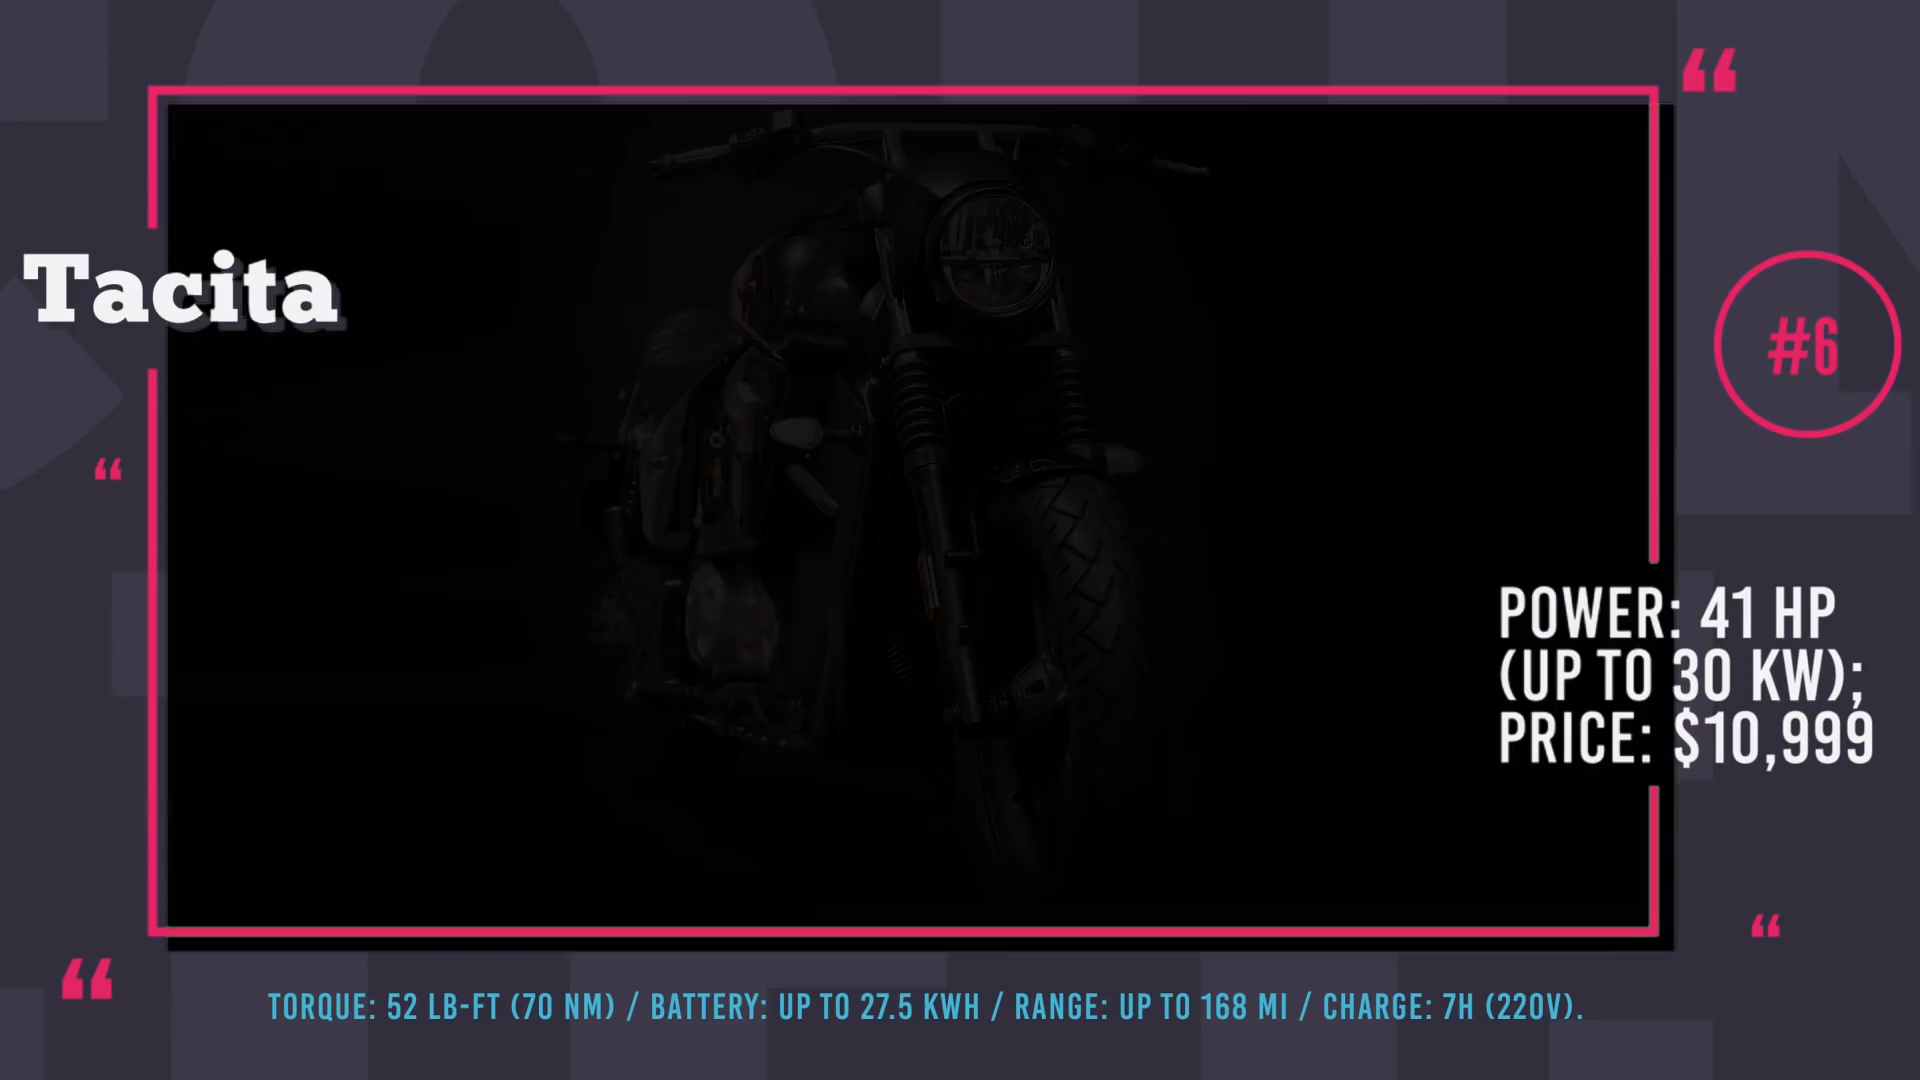 Tacita
#6
POWER: 41 HP
(UP TO 30 KW);
PRICE: $10,999
TORQUE: 52 LB-FT (70 NM) / BATTERY: UP TO 27.5 KWH / RANGE: UP TO 168 MI / CHARGE: 7H (220V).